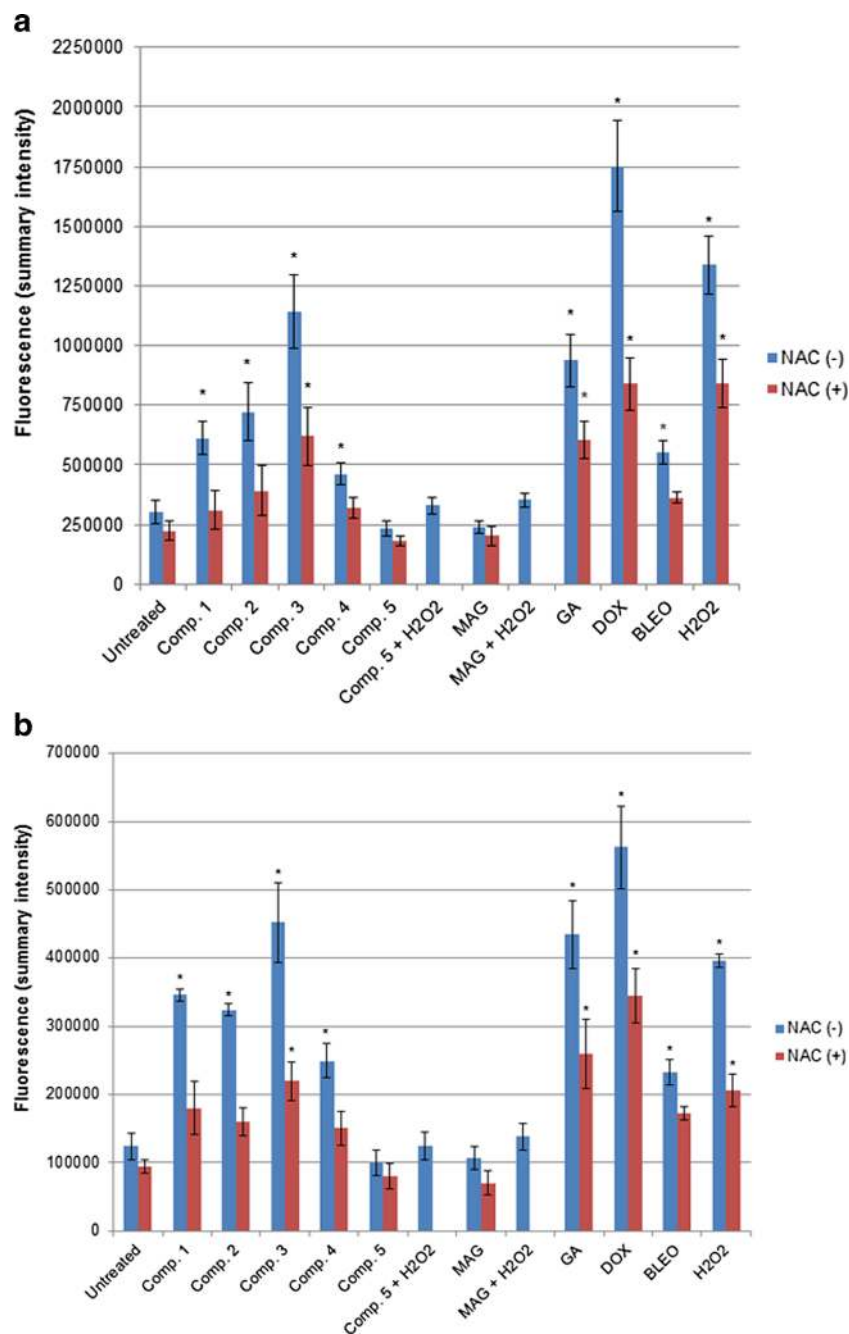 a
Fluorescence (summary intensity)
2250000
2000000
1750000
1500000
1250000
1000000
750000
500000
250000
0
* * * * * * * * * * * *
NAC (-)
NAC (+)
Untreated
Comp. 1
Comp. 2
Comp. 3
Comp. 4
Comp. 5
Comp. 5 + H2O2
MAG
MAG + H2O2
GA
DOX
BLEO
H2O2
b
Fluorescence (summary intensity)
700000
600000
500000
400000
300000
200000
100000
0
* * * * * * * * * * * *
NAC (-)
NAC (+)
Untreated
Comp. 1
Comp. 2
Comp. 3
Comp. 4
Comp. 5
Comp. 5 + H2O2
MAG
MAG + H2O2
GA
DOX
BLEO
H2O2